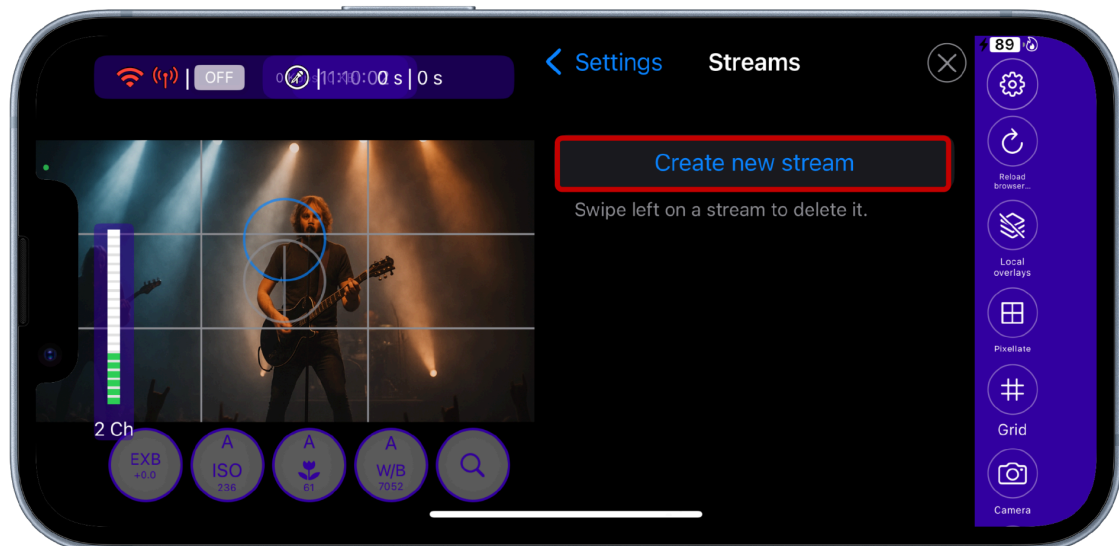 OFF
0 s | 0 s
Settings
Streams
89
Create new stream
Swipe left on a stream to delete it.
Reload
browser...
Local
overlays
Pixellate
Grid
Camera
2 Ch
EXB
+0.0
A
ISO
236
A
61
A
W/B
7052